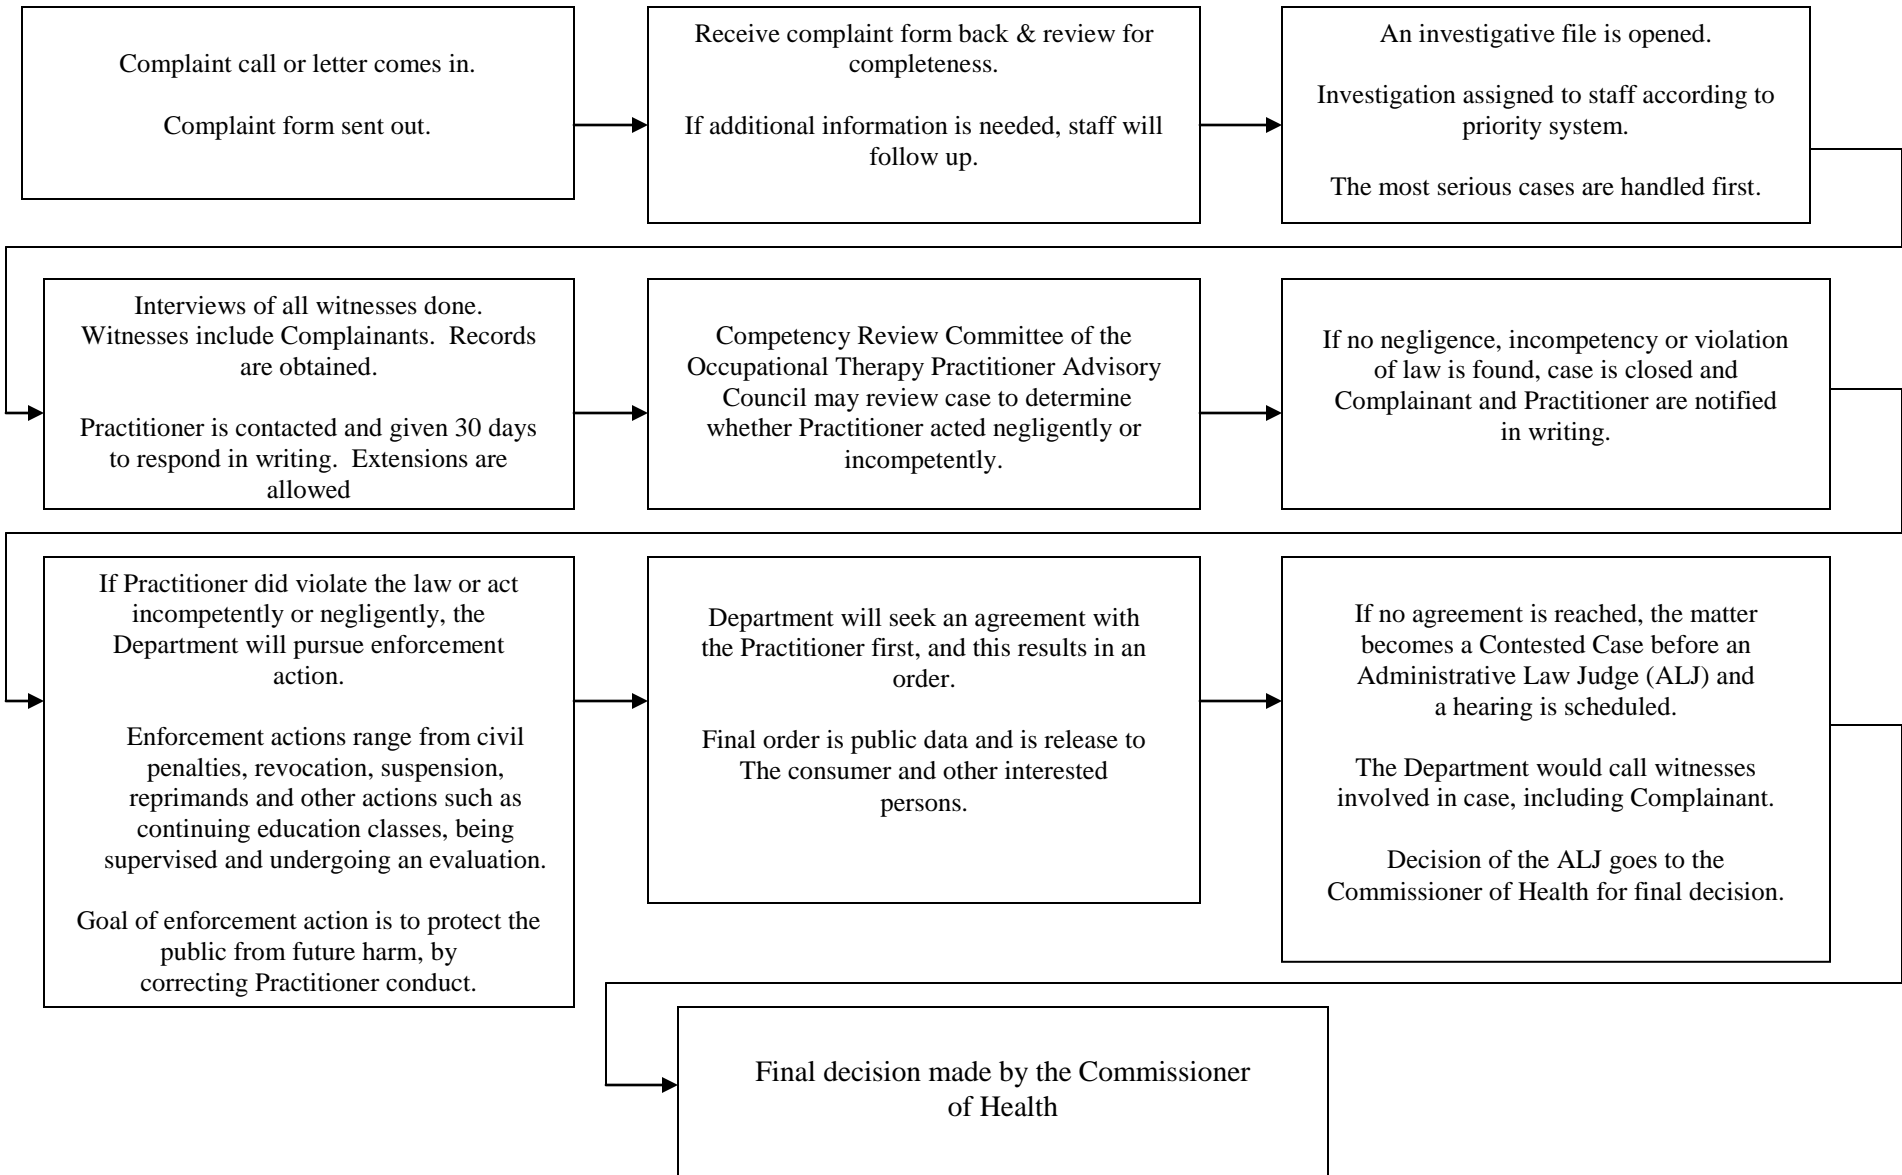 Complaint call or letter comes in.
Complaint form sent out.
Receive complaint form back & review for
completeness.
If additional information is needed, staff will
follow up.
An investigative file is opened.
Investigation assigned to staff according to
priority system.
The most serious cases are handled first.
Interviews of all witnesses done.
Witnesses include Complainants.  Records
are obtained.
Practitioner is contacted and given 30 days
to respond in writing.  Extensions are
allowed
Competency Review Committee of the
Occupational Therapy Practitioner Advisory
Council may review case to determine
whether Practitioner acted negligently or
incompetently.
If no negligence, incompetency or violation
of law is found, case is closed and
Complainant and Practitioner are notified
in writing.
If Practitioner did violate the law or act
incompetently or negligently, the
Department will pursue enforcement
action.
Enforcement actions range from civil
penalties, revocation, suspension,
reprimands and other actions such as
continuing education classes, being
supervised and undergoing an evaluation.
Goal of enforcement action is to protect the
public from future harm, by
correcting Practitioner conduct.
Department will seek an agreement with
the Practitioner first, and this results in an
order.
Final order is public data and is release to
The consumer and other interested
persons.
If no agreement is reached, the matter
becomes a Contested Case before an
Administrative Law Judge (ALJ) and
a hearing is scheduled.
The Department would call witnesses
involved in case, including Complainant.
Decision of the ALJ goes to the
Commissioner of Health for final decision.
Final decision made by the Commissioner
of Health